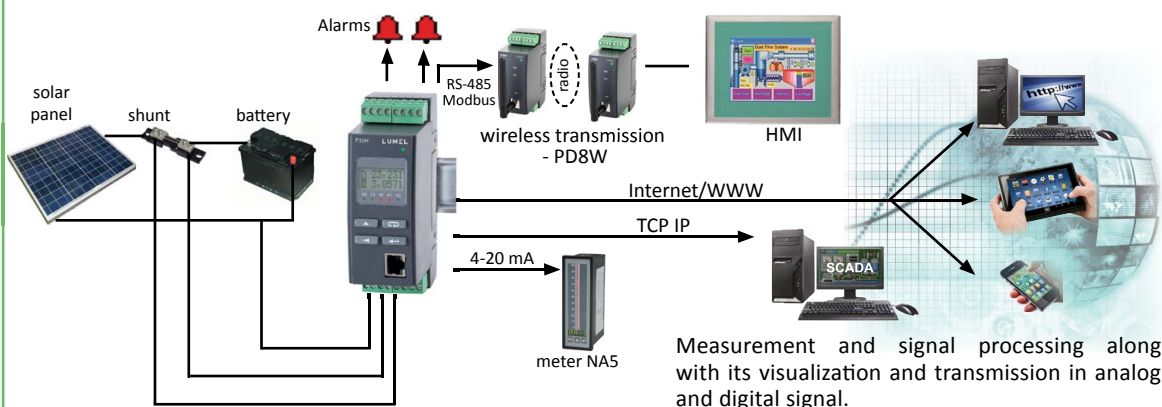 Alarms
RS-485
Modbus
radio
wireless transmission
- PD8W
HMI
solar
panel
shunt
battery
P30H LUMEL
Internet/WWW
http://www
TCP IP
SCADA
4-20 mA
meter NA5
Measurement and signal processing along
with its visualization and transmission in analog
and digital signal.